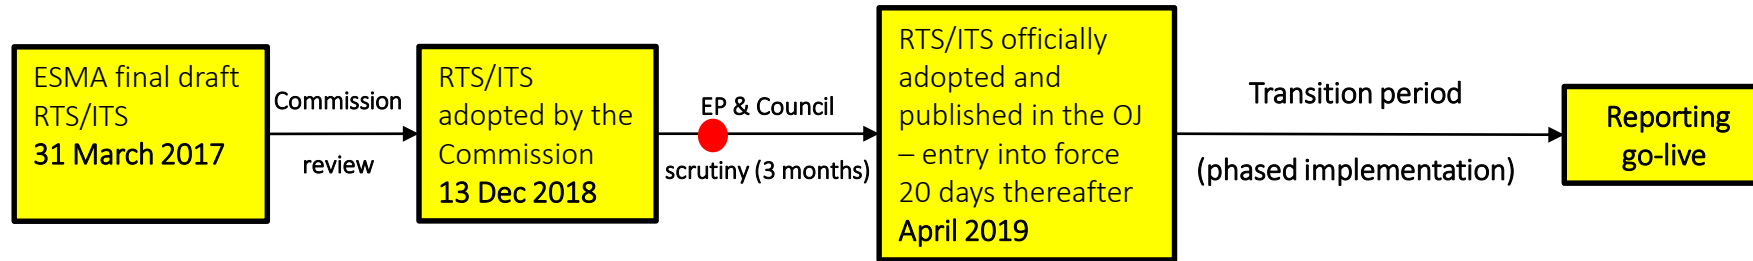 ESMA final draft
RTS/ITS
31 March 2017
Commission
review
RTS/ITS
adopted by the
Commission
13 Dec 2018
EP & Council
scrutiny (3 months)
RTS/ITS officially
adopted and
published in the OJ
– entry into force
20 days thereafter
April 2019
Transition period
(phased implementation)
Reporting
go-live